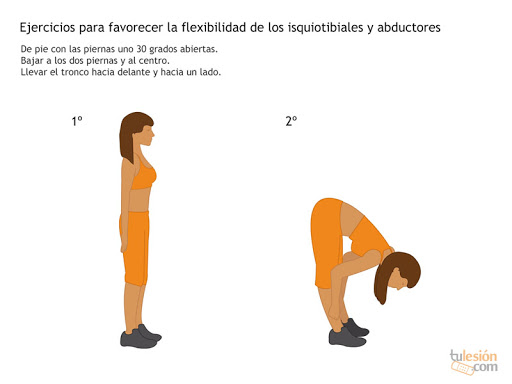 Ejercicios para favorecer la flexibilidad de los isquiotibiales y abductores
De pie con las piernas uno 30 grados abiertas.
Bajar a los dos piernas y al centro.
Llevar el tronco hacia delante y hacia un lado.
1º
2º
tulesión
.com